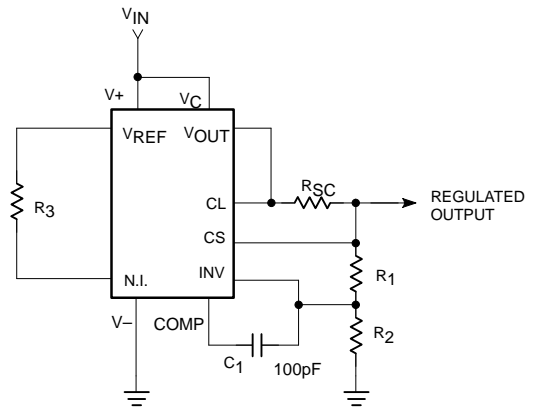 VIN
V+
VC
VREF
VOUT
RSC
R3
CL
REGULATED
OUTPUT
CS
INV
R1
N.I.
V–
COMP
R2
C1
100pF